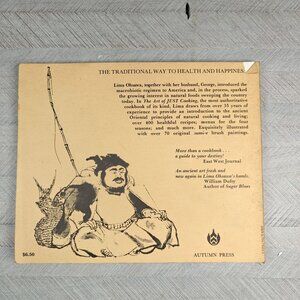 THE TRADITIONAL WAY TO HEALTH AND HAPPINESS
Lima Ohsawa, together with her husband, George, introduced the
macrobiotic regimen to America and, in the process, sparked
the growing interest in natural foods sweeping the country
today. In The Art of JUST Cooking, the most authoritative
cookbook of its kind, Lima draws from over 35 years of
experience to provide an introduction to the ancient
Oriental principles of natural cooking and living;
over 400 healthful recipes; menus for the four
seasons; and much more. Exquisitely illustrated
with over 70 original sumi-e brush paintings.
More than a cookbook...
a guide to your destiny!
East West Journal
An ancient art fresh and
new again in Lima Ohsawa's hands.
William Dufty
Author of Sugar Blues
$6.50
AUTUMN PRESS